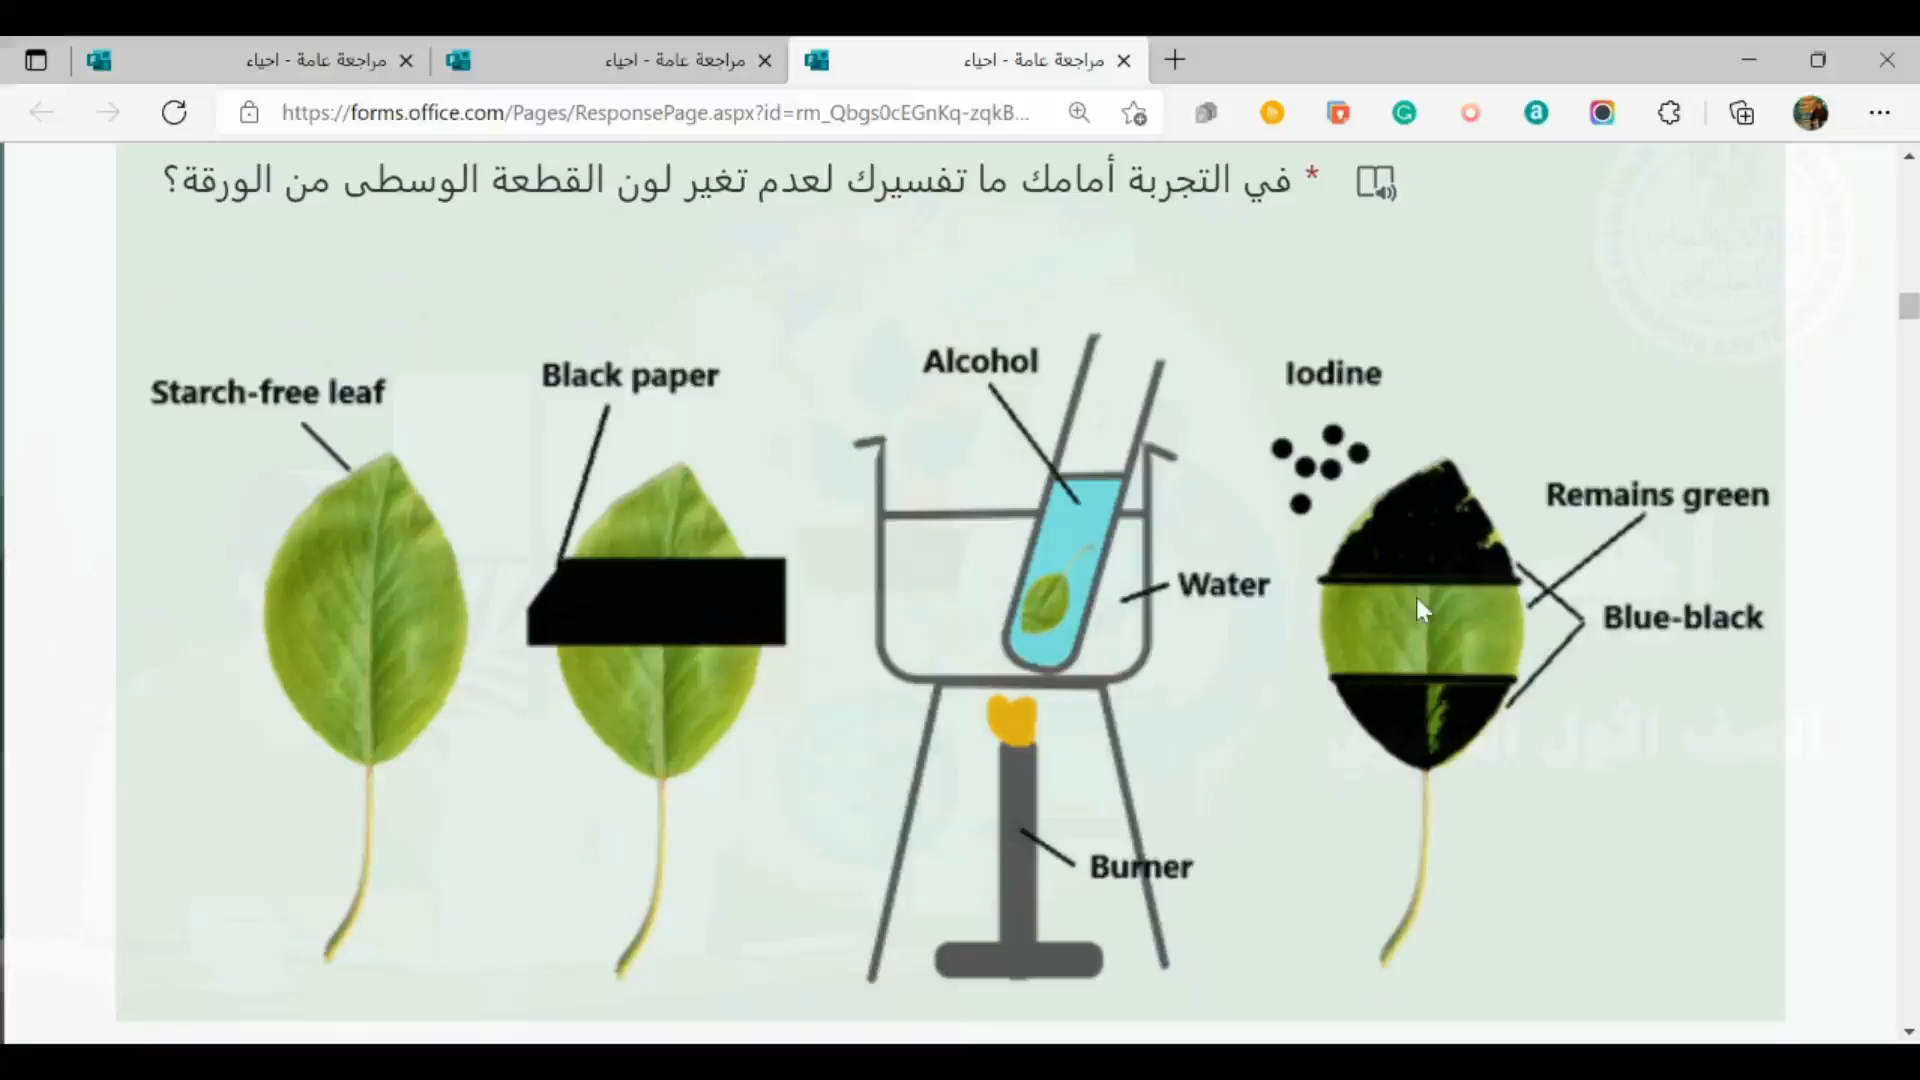 مراجعة عامة - احياء
مراجعة عامة - احياء
مراجعة عامة - احياء
https://forms.office.com/Pages/ResponsePage.aspx?id=rm_Qbgs0cEGnKq-zqkB...
* في التجربة أمامك ما تفسيرك لعدم تغير لون القطعة الوسطى من الورقة؟
Starch-free leaf
Black paper
Alcohol
Iodine
Remains green
Water
Blue-black
Burner